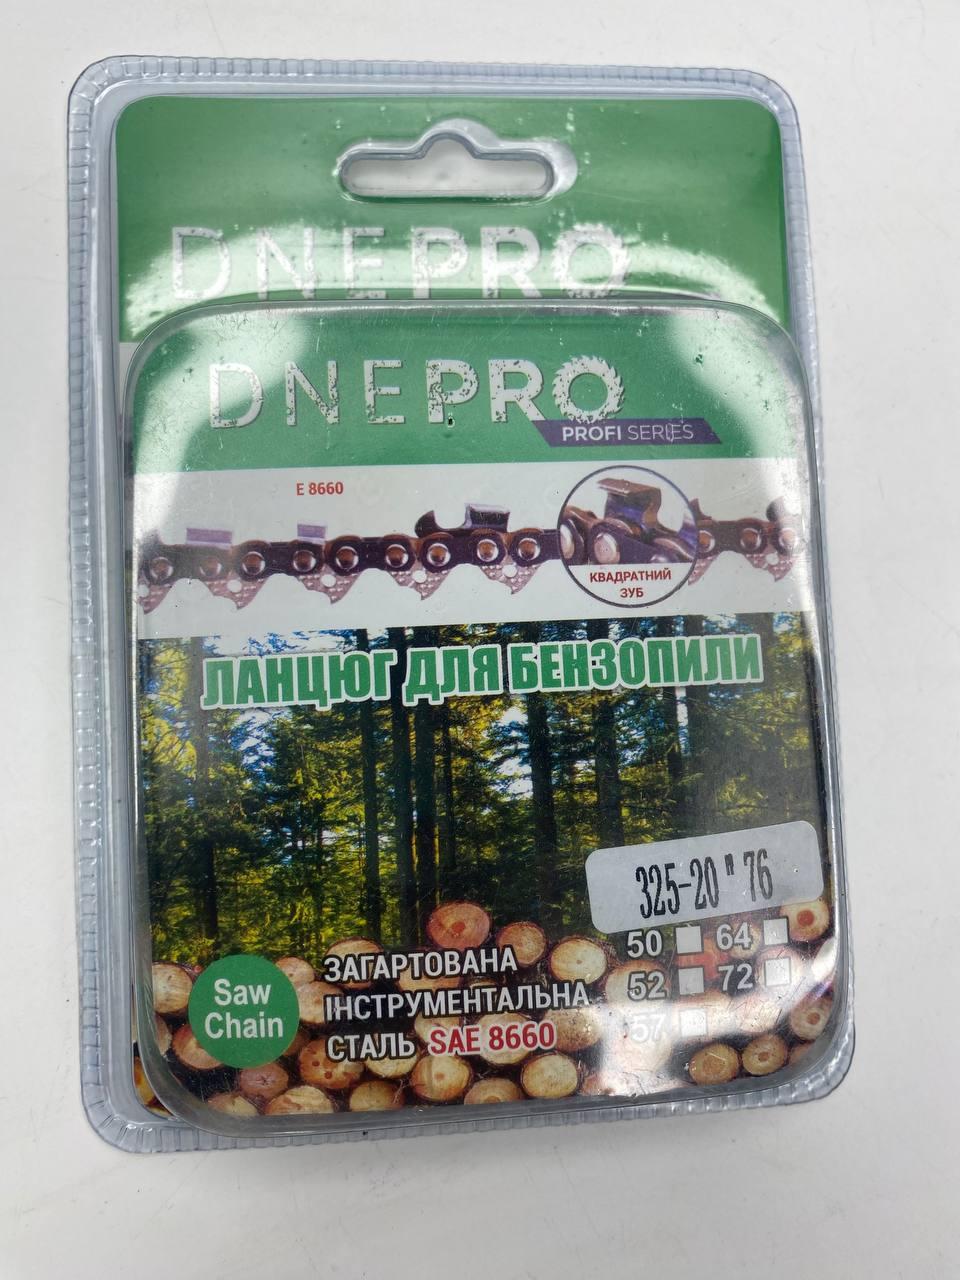 DNEPRO
DNEPRO
PROFI SERIES
E 8660
КВАДРАТНИЙ
ЗУБ
ЛАНЦЮГ ДЛЯ БЕНЗОПИЛИ
325-20" 76
50 64
52 72
57
Saw
Chain
ЗАГАРТОВАНА
ІНСТРУМЕНТАЛЬНА
СТАЛЬ SAE 8660